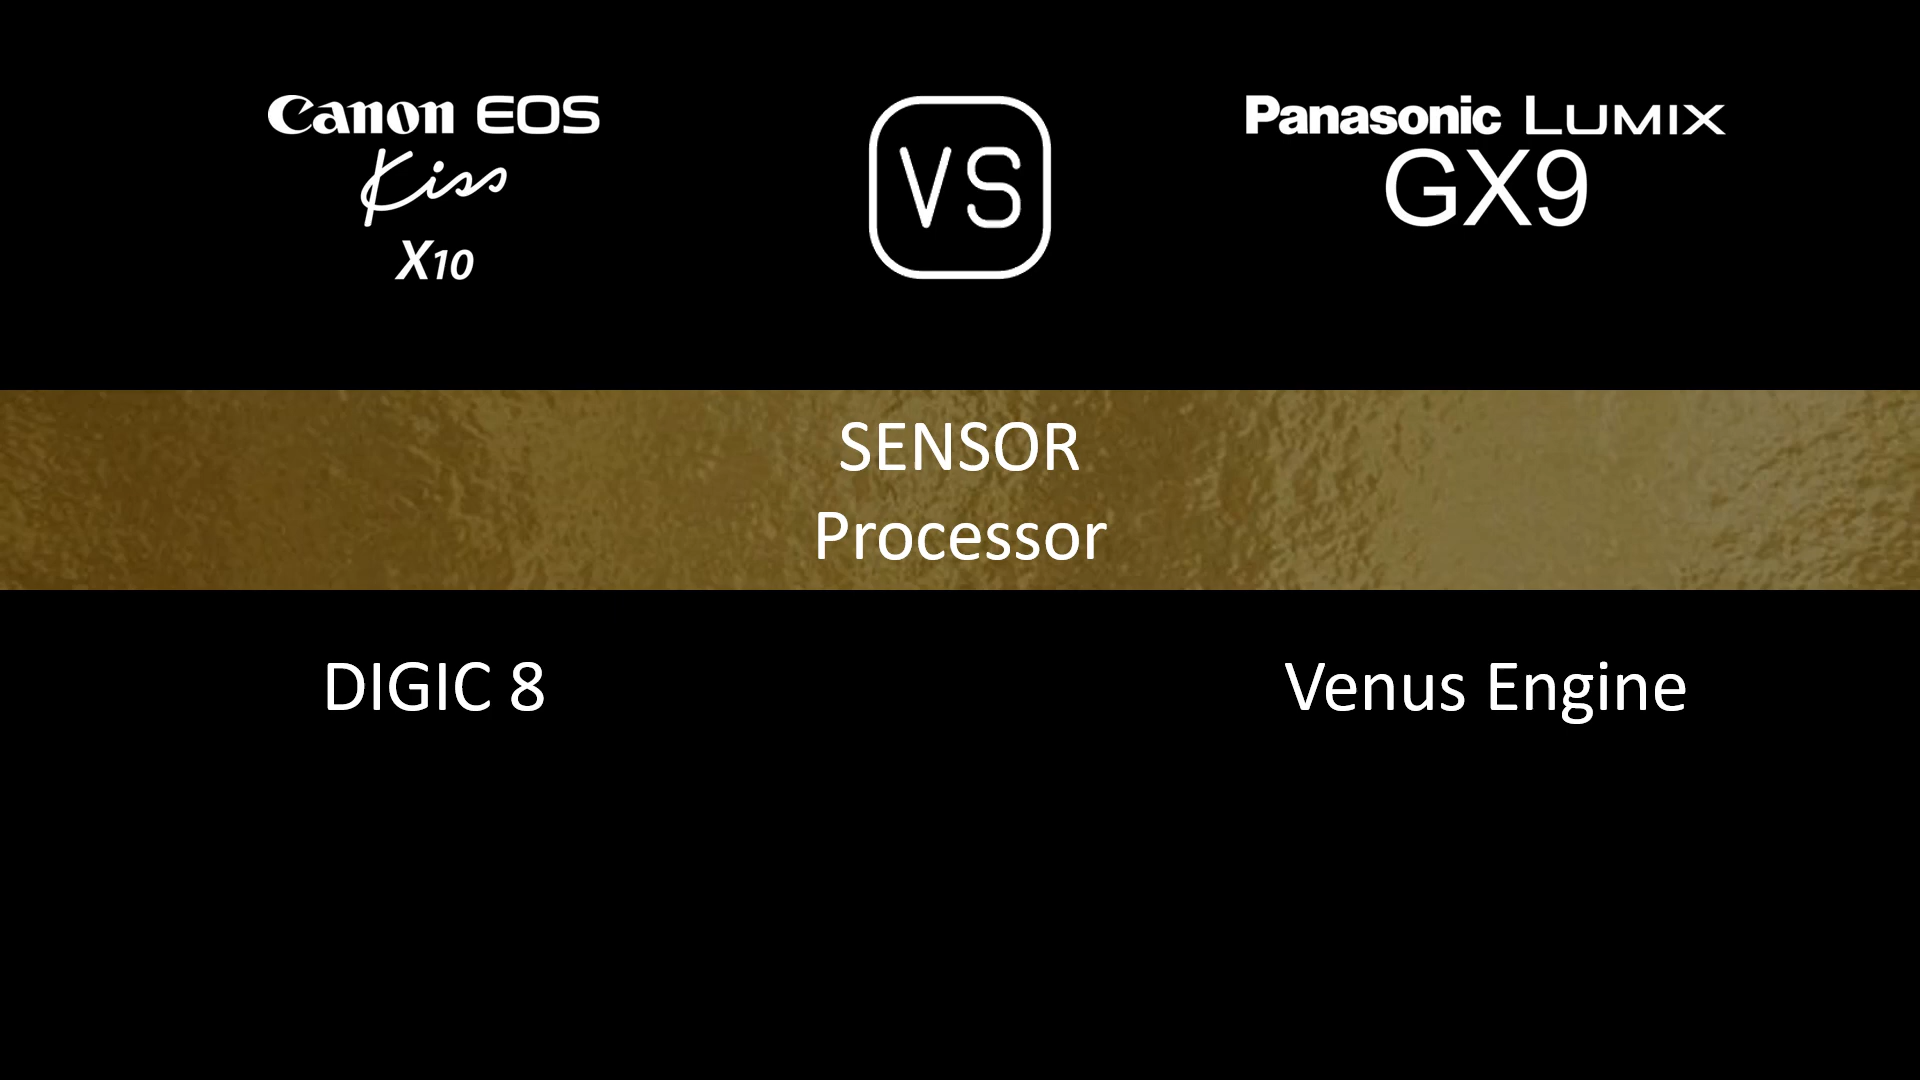 Canon EOS
Kiss
X10
VS
Panasonic LUMIX
GX9
SENSOR
Processor
DIGIC 8
Venus Engine